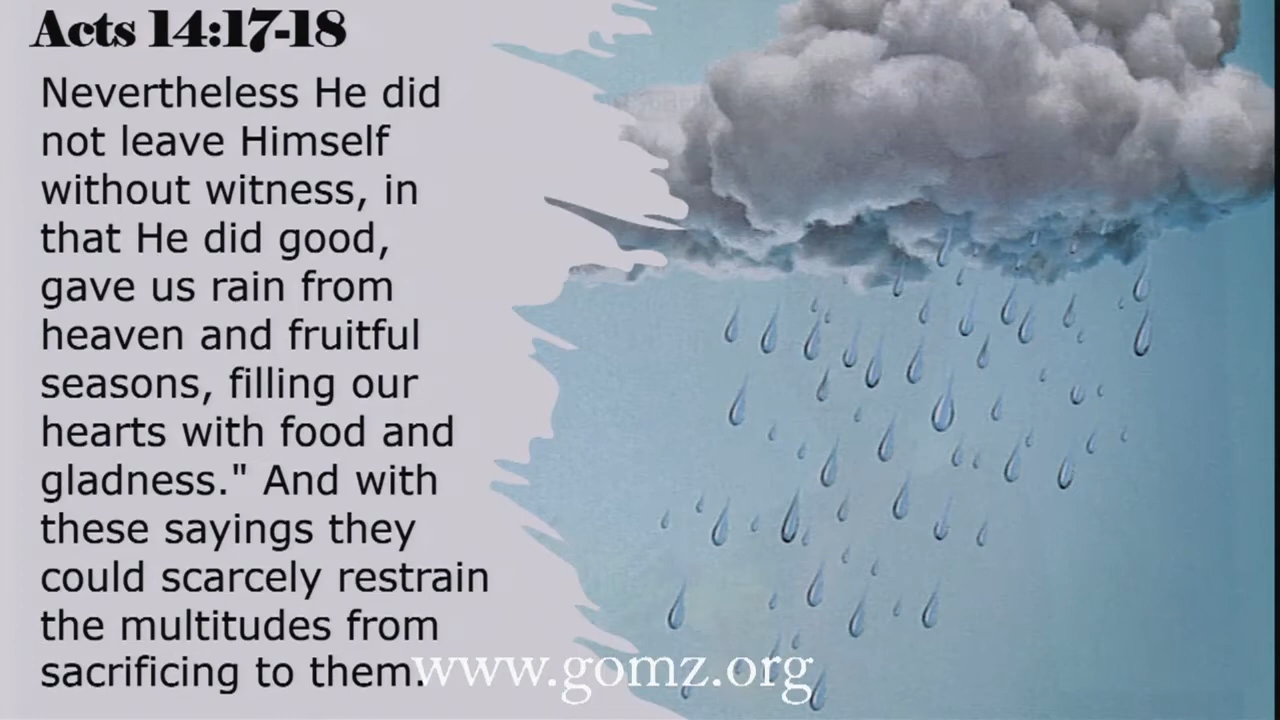 Acts 14:17-18
Nevertheless He did
not leave Himself
without witness, in
that He did good,
gave us rain from
heaven and fruitful
seasons, filling our
hearts with food and
gladness." And with
these sayings they
could scarcely restrain
the multitudes from
sacrificing to them.
www.gomz.org